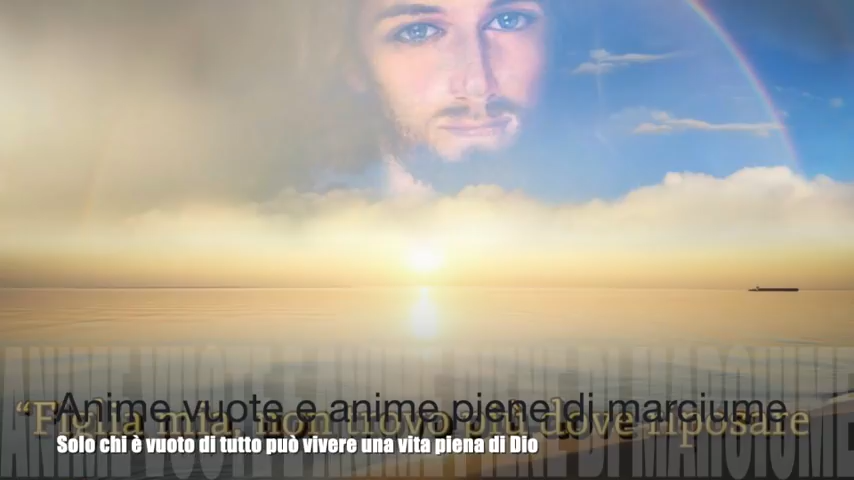 ANIME VUOTE E ANIME PIENE DI MARCIUME
Anime vuote e anime piene di marciume
“Figlia mia, non trovo più dove riposare
Solo chi è vuoto di tutto può vivere una vita piena di Dio